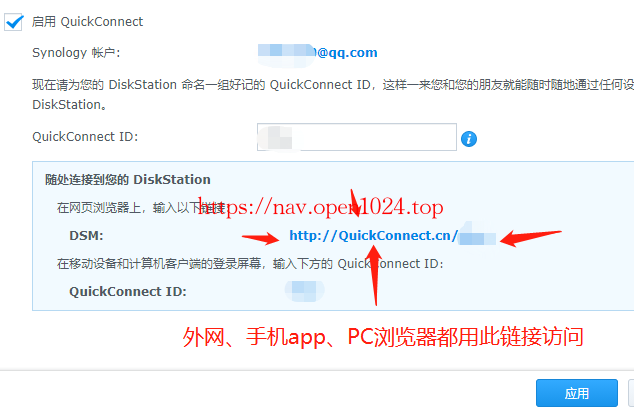 启用 QuickConnect
Synology 帐户:
@qq.com
现在请为您的 DiskStation 命名一组好记的 QuickConnect ID，这样一来您和您的朋友就能随时随地通过任何设
DiskStation。
QuickConnect ID:
随处连接到您的 DiskStation
在网页浏览器上，输入以下链接:
https://nav.open1024.top
DSM:
http://QuickConnect.cn/
在移动设备和计算机客户端的登录屏幕，输入下方的 QuickConnect ID：
QuickConnect ID:
外网、手机app、PC浏览器都用此链接访问
应用